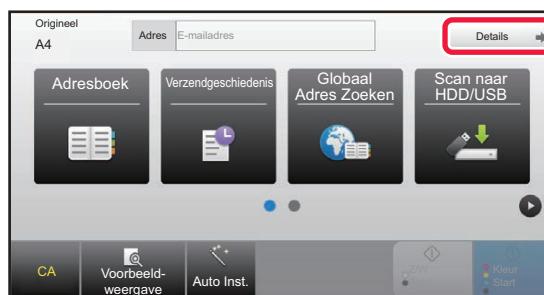 Origineel
A4
Adres E-mailadres
Details
Adresboek
Verzendgeschiedenis
Globaal
Adres Zoeken
Scan naar
HDD/USB
CA
Voorbeeld-
weergave
Auto Inst.
Z/W
Start
Kleur
Start